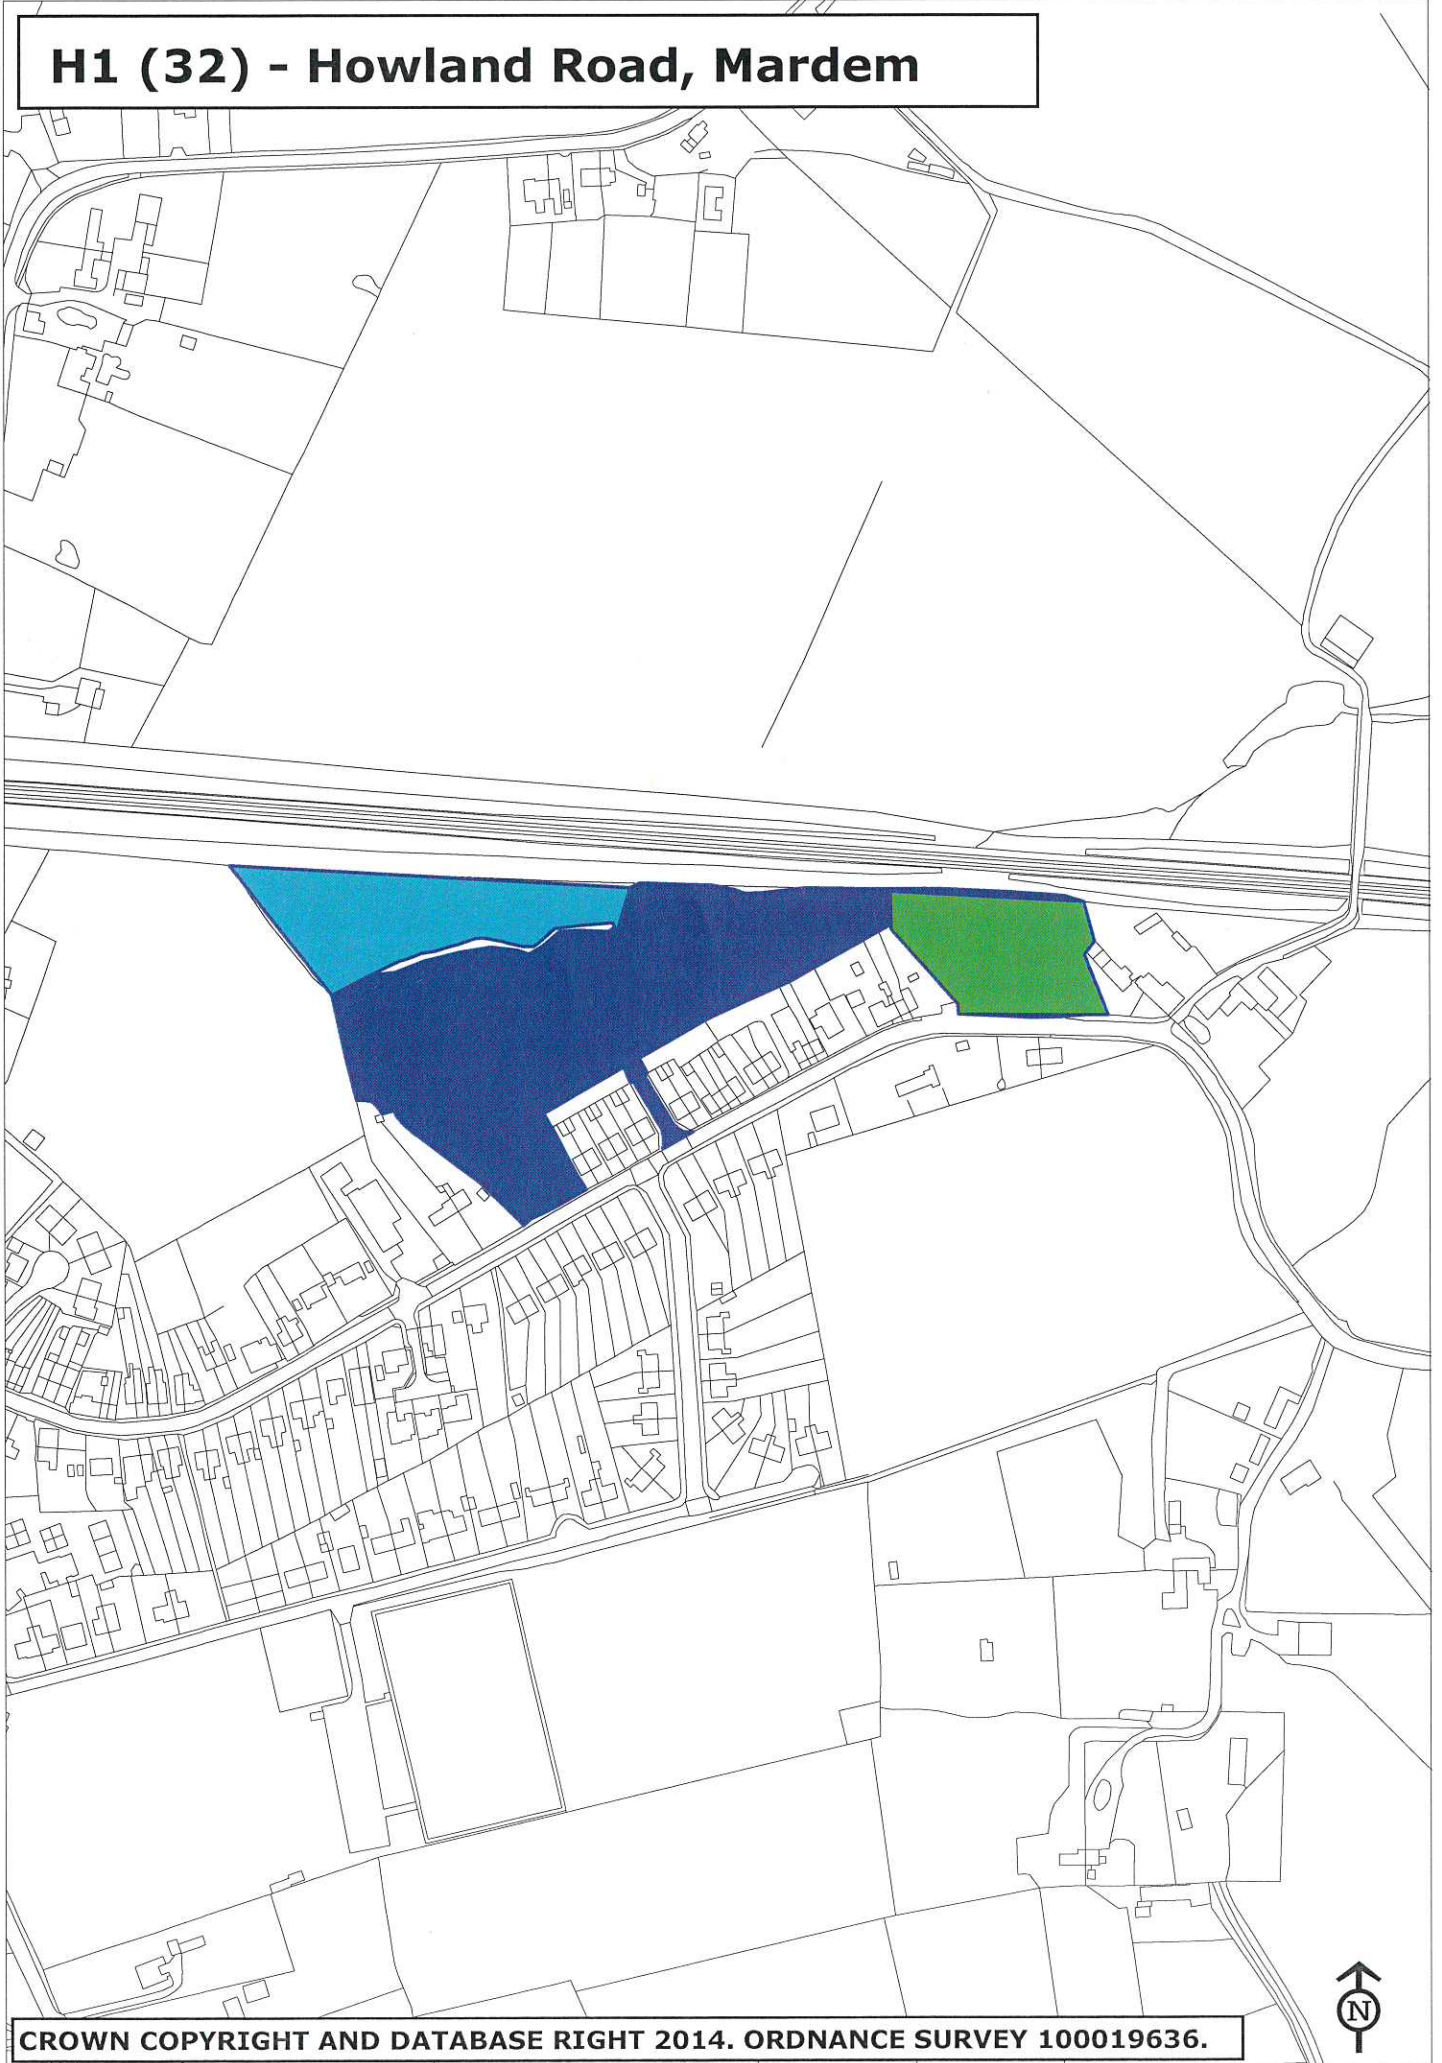 H1 (32) - Howland Road, Mardem
N
CROWN COPYRIGHT AND DATABASE RIGHT 2014. ORDNANCE SURVEY 100019636.